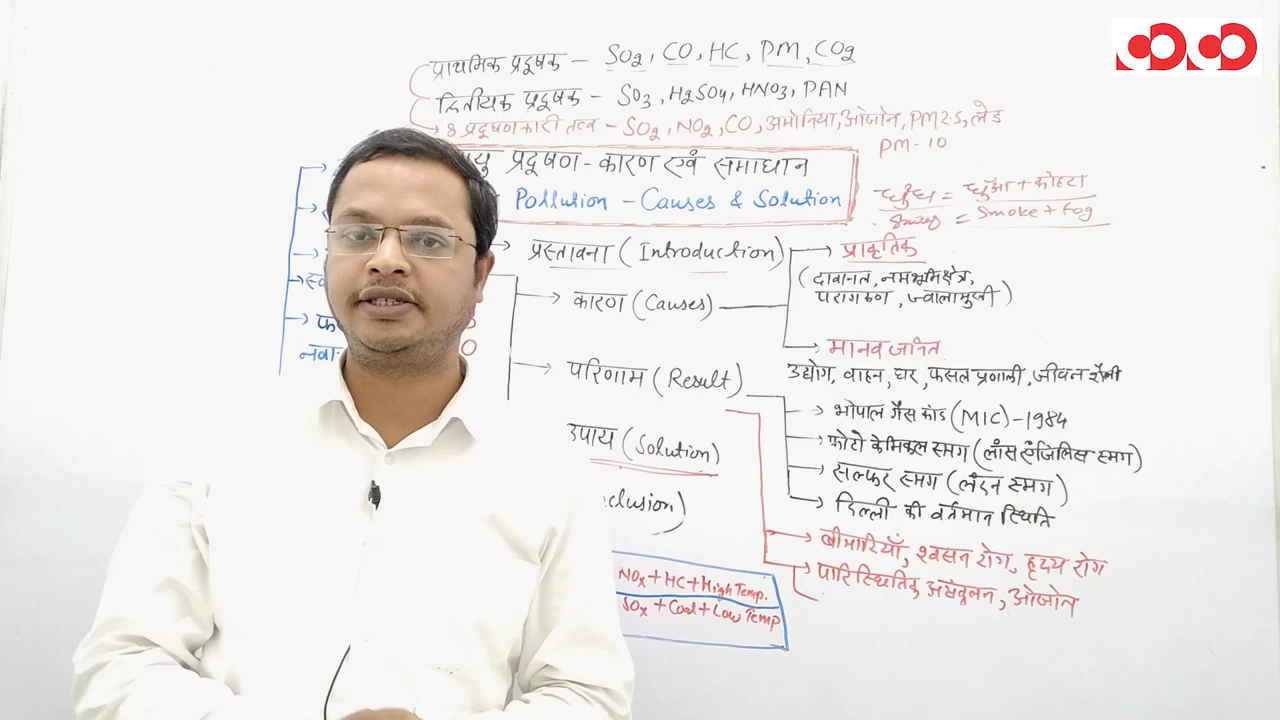 प्राथमिक प्रदूषक – SO2, CO, HC, PM, CO2
द्वितीयक प्रदूषक – SO3, H2SO4, HNO3, PAN
8 प्रदूषणकारी तत्व – SO2, NO2, CO, अमोनिया, ओजोन, PM 2.5, लेड
PM-10
प्रदूषण - कारण एवं समाधान
Pollution - Causes & Solution
= धुँआ + कोहरा
= Smoke + Fog
प्रस्तावना (Introduction)
प्राकृतिक
कारण (Causes)
(दावानल, नमभूमिक्षेत्र,
परागकण, ज्वालामुखी)
मानव जनित
उद्योग, वाहन, घर, फसल प्रणाली, जीवन शैली
परिणाम (Result)
भोपाल गैस कांड (MIC) - 1984
फोटो केमिकल स्मग (लॉस एंजिलिस स्मग)
सल्फर स्मग (लंदन स्मग)
दिल्ली की वर्तमान स्थिति
उपाय (Solution)
बीमारियाँ, श्वसन रोग, हृदय रोग
पारिस्थितिक असंतुलन, ओजोन
NOx + HC + High Temp.
SOx + Coal + Low Temp